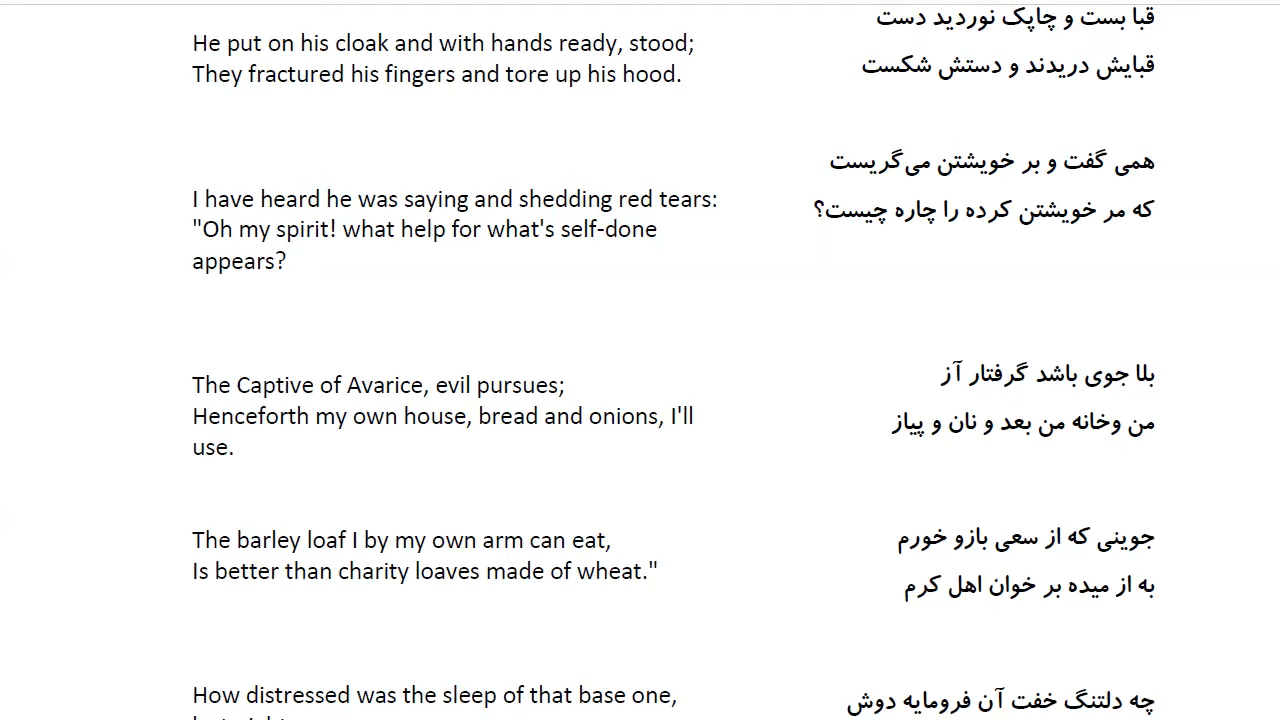 قبا بست و چاپک نوردید دست
قبایش دریدند و دستش شکست
He put on his cloak and with hands ready, stood;
They fractured his fingers and tore up his hood.
همی گفت و بر خویشتن می‌گریست
که مر خویشتن کرده را چاره چیست؟
I have heard he was saying and shedding red tears:
"Oh my spirit! what help for what's self-done
appears?
بلا جوی باشد گرفتار آز
من وخانه من بعد و نان و پیاز
The Captive of Avarice, evil pursues;
Henceforth my own house, bread and onions, I'll
use.
جوینی که از سعی بازو خورم
به از میده بر خوان اهل کرم
The barley loaf I by my own arm can eat,
Is better than charity loaves made of wheat."
چه دلتنگ خفت آن فرومایه دوش
How distressed was the sleep of that base one,